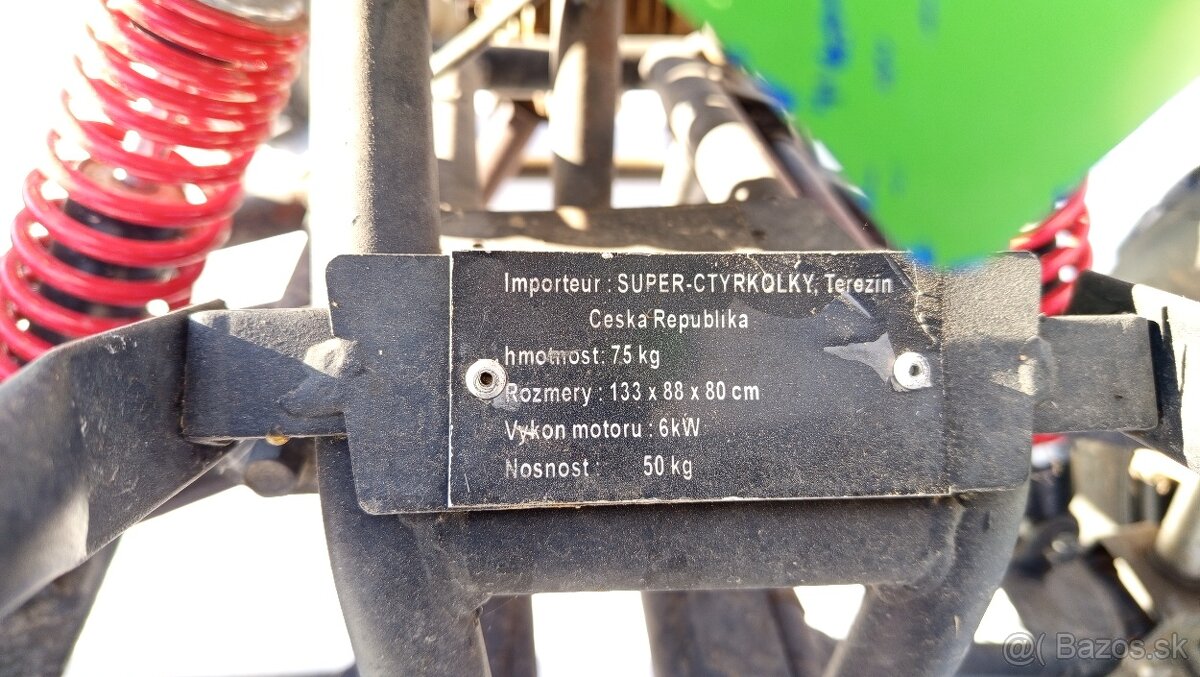 Importeur : SUPER-CTYRKOLKY, Terezin
Ceska Republika
hmotnost: 75 kg
Rozmery : 133 x 88 x 80 cm
Vykon motoru : 6kW
Nosnost : 50 kg
@( Bazos.sk